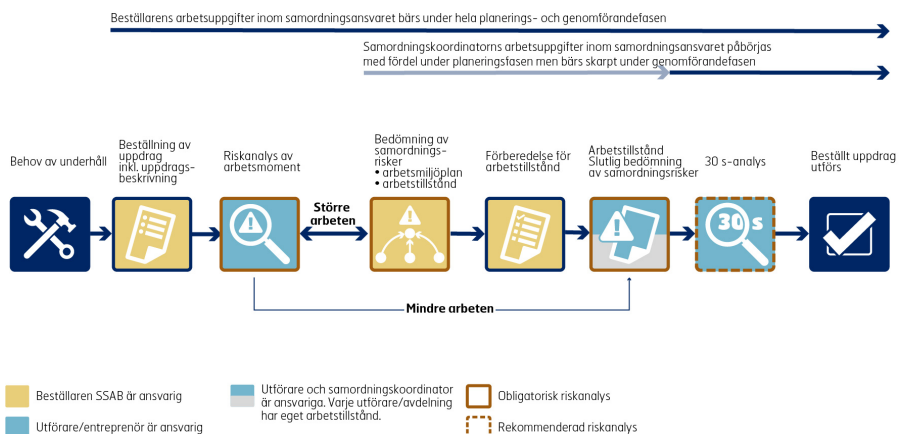 Beställarens arbetsuppgifter inom samordningsansvaret bärs under hela planerings- och genomförandefasen
Samordningskoordinatorns arbetsuppgifter inom samordningsansvaret påbörjas
med fördel under planeringsfasen men bärs skarpt under genomförandefasen
Behov av underhåll
Beställning av
uppdrag
inkl. uppdrags-
beskrivning
Riskanalys av
arbetsmoment
Större
arbeten
Bedömning av
samordnings-
risker
• arbetsmiljöplan
• arbetstillstånd
Förberedelse för
arbetstillstånd
Arbetstillstånd
Slutlig bedömning
av samordningsrisker
30 s-analys
30 s
Beställt uppdrag
utförs
Mindre arbeten
Beställaren SSAB är ansvarig
Utförare/entreprenör är ansvarig
Utförare och samordningskoordinator
är ansvariga. Varje utförare/avdelning
har eget arbetstillstånd.
Obligatorisk riskanalys
Rekommenderad riskanalys